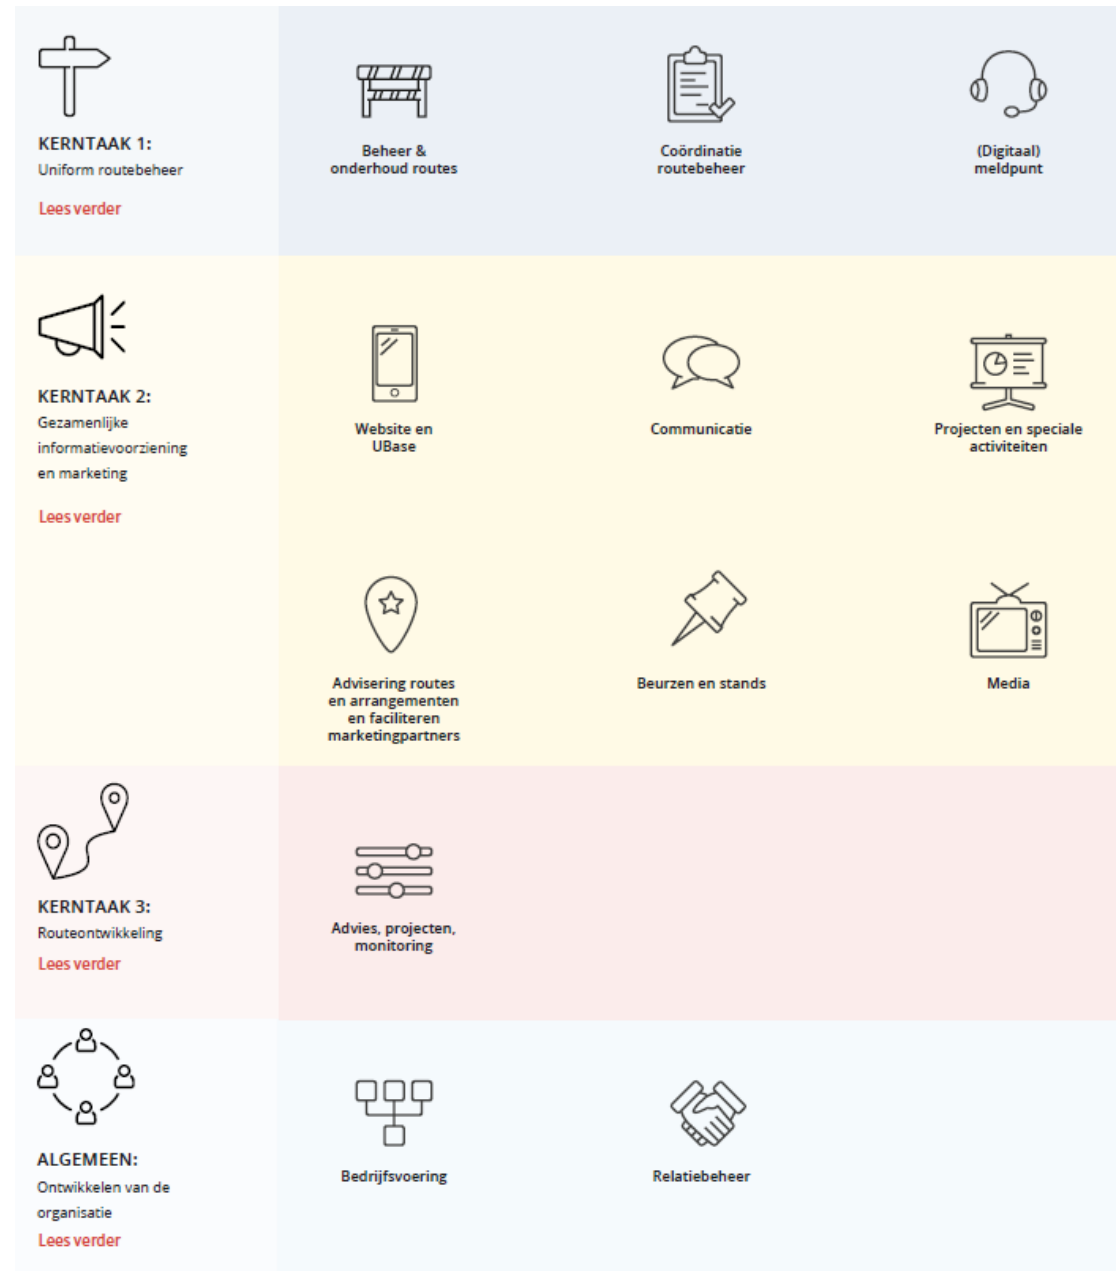 KERNTAAK 1:
Uniform routebeheer
Lees verder
Beheer &
onderhoud routes
Coördinatie
routebeheer
(Digitaal)
meldpunt
KERNTAAK 2:
Gezamenlijke
informatievoorziening
en marketing
Lees verder
Website en
UBase
Communicatie
Projecten en speciale
activiteiten
Advisering routes
en arrangementen
en faciliteren
marketingpartners
Beurzen en stands
Media
KERNTAAK 3:
Routeontwikkeling
Lees verder
Advies, projecten,
monitoring
ALGEMEEN:
Ontwikkelen van de
organisatie
Lees verder
Bedrijfsvoering
Relatiebeheer